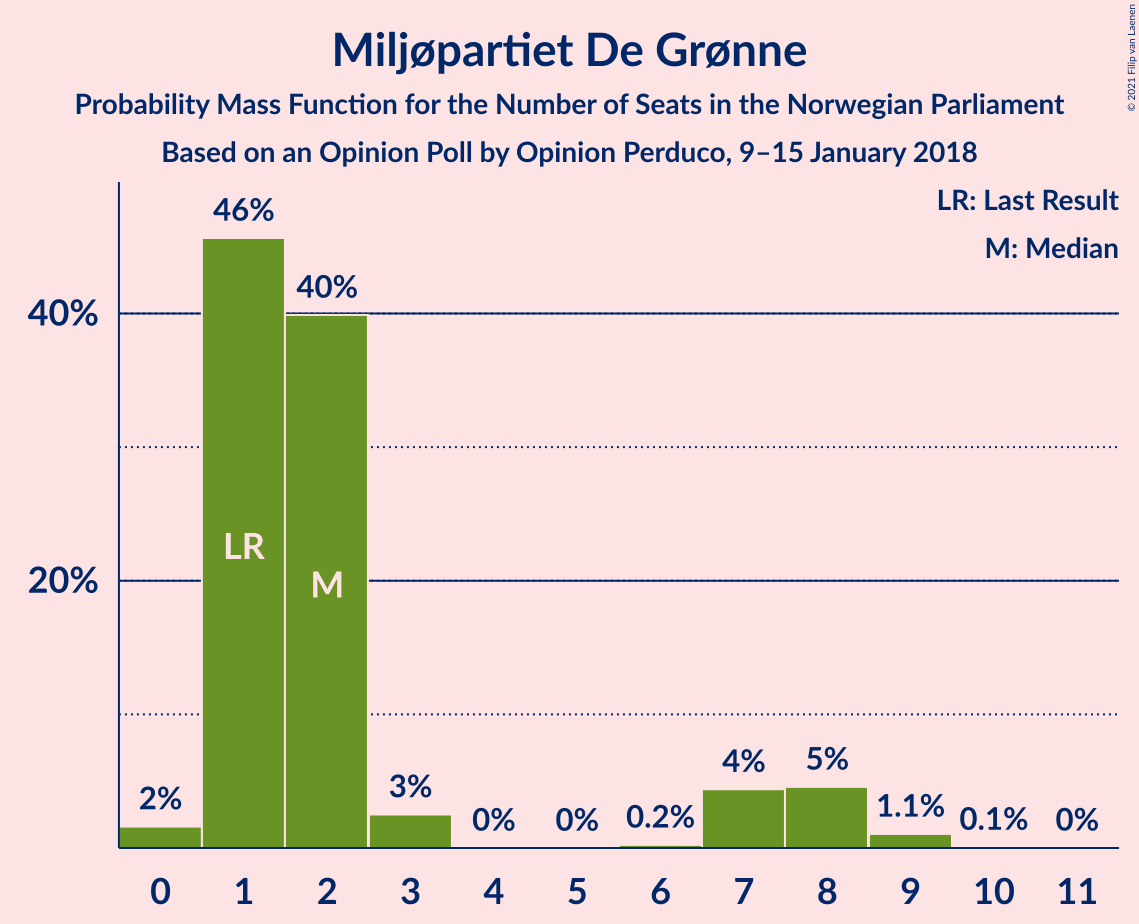 Miljøpartiet De Grønne
Probability Mass Function for the Number of Seats in the Norwegian Parliament
Based on an Opinion Poll by Opinion Perduco, 9–15 January 2018
© 2021 Filip van Laenen
LR: Last Result
M: Median
46%
40%
40%
LR
20%
M
2%
3%
0%
0%
0.2%
4%
5%
1.1%
0.1%
0%
0 1 2 3 4 5 6 7 8 9 10 11